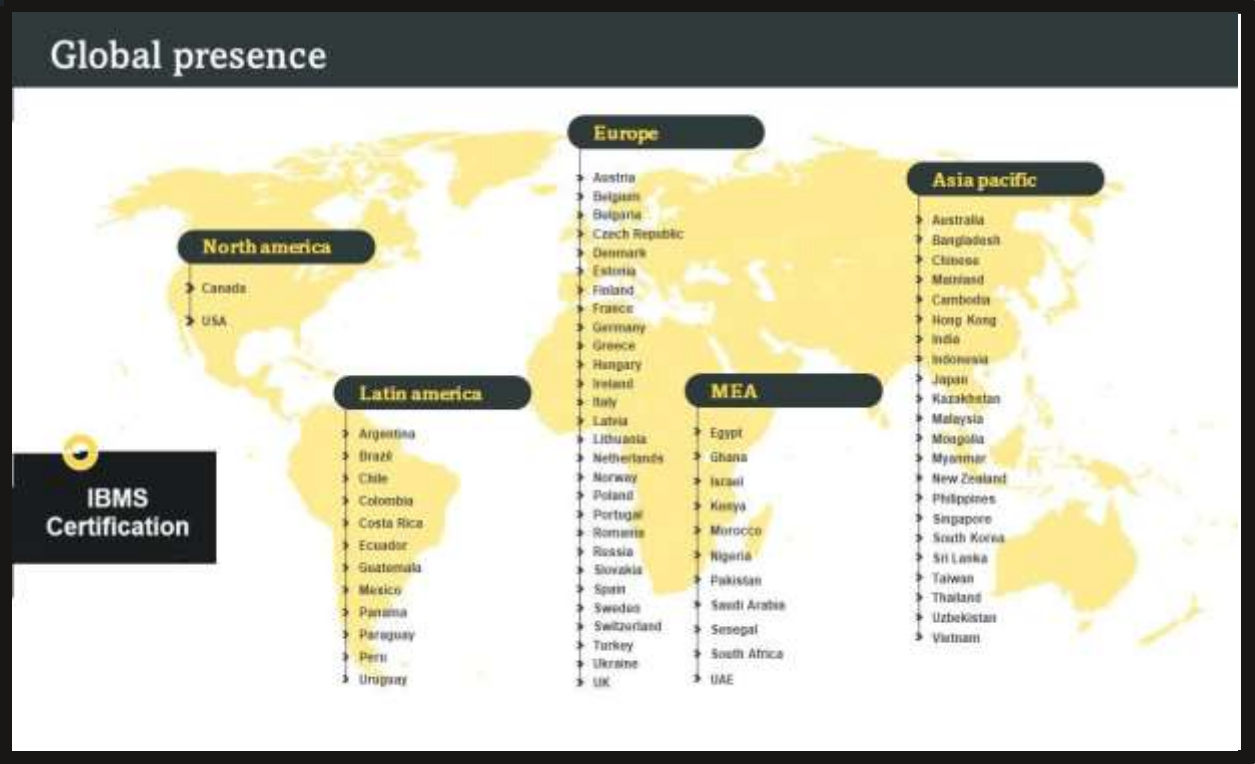 Global presence
North america
Canada
USA
Latin america
Argentina
Brazil
Chile
Colombia
Costa Rica
Ecuador
Guatemala
Mexico
Panama
Paraguay
Peru
Uruguay
Europe
Austria
Belgium
Bulgaria
Czech Republic
Denmark
Estonia
Finland
France
Germany
Greece
Hungary
Ireland
Italy
Latvia
Lithuania
Netherlands
Norway
Poland
Portugal
Romania
Russia
Slovakia
Spain
Sweden
Switzerland
Turkey
Ukraine
UK
MEA
Egypt
Ghana
Israel
Kenya
Morocco
Nigeria
Pakistan
Saudi Arabia
Senegal
South Africa
UAE
Asia pacific
Australia
Bangladesh
Chinese
Mainland
Cambodia
Hong Kong
India
Indonesia
Japan
Kazakhstan
Malaysia
Mongolia
Myanmar
New Zealand
Philippines
Singapore
South Korea
Sri Lanka
Taiwan
Thailand
Uzbekistan
Vietnam
IBMS
Certification